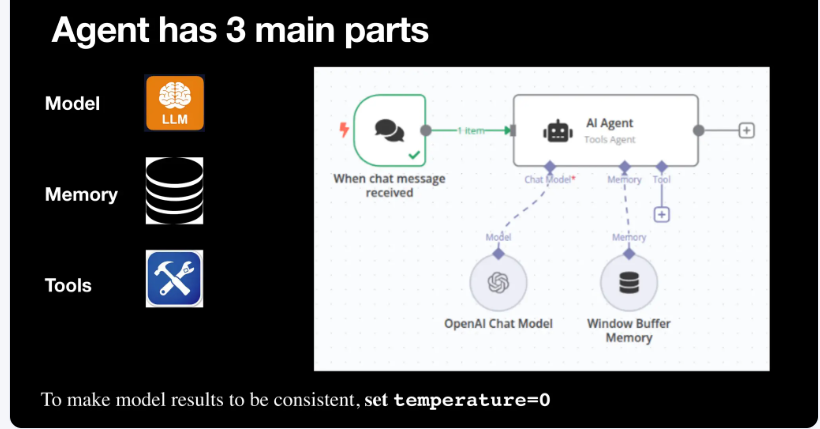 Agent has 3 main parts
Model
LLM
Memory
Tools
1 item
When chat message
received
AI Agent
Tools Agent
Chat Model*
Memory
Tool
Model
Memory
OpenAI Chat Model
Window Buffer
Memory
To make model results to be consistent, set temperature=0